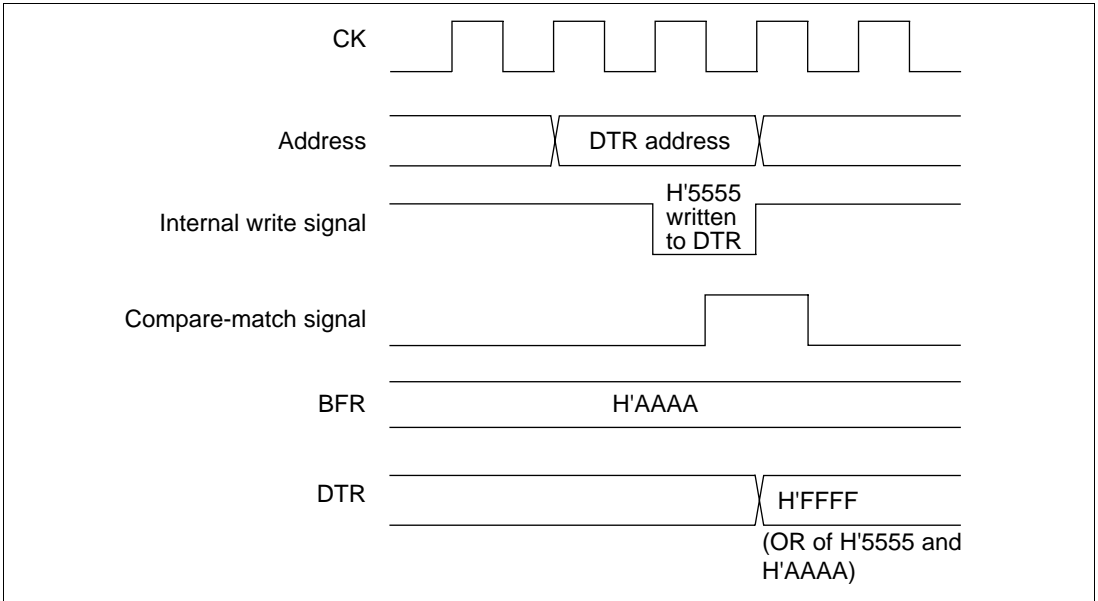 CK
Address
DTR address
Internal write signal
H'5555
written
to DTR
Compare-match signal
BFR
H'AAAA
DTR
H'FFFF
(OR of H'5555 and
H'AAAA)